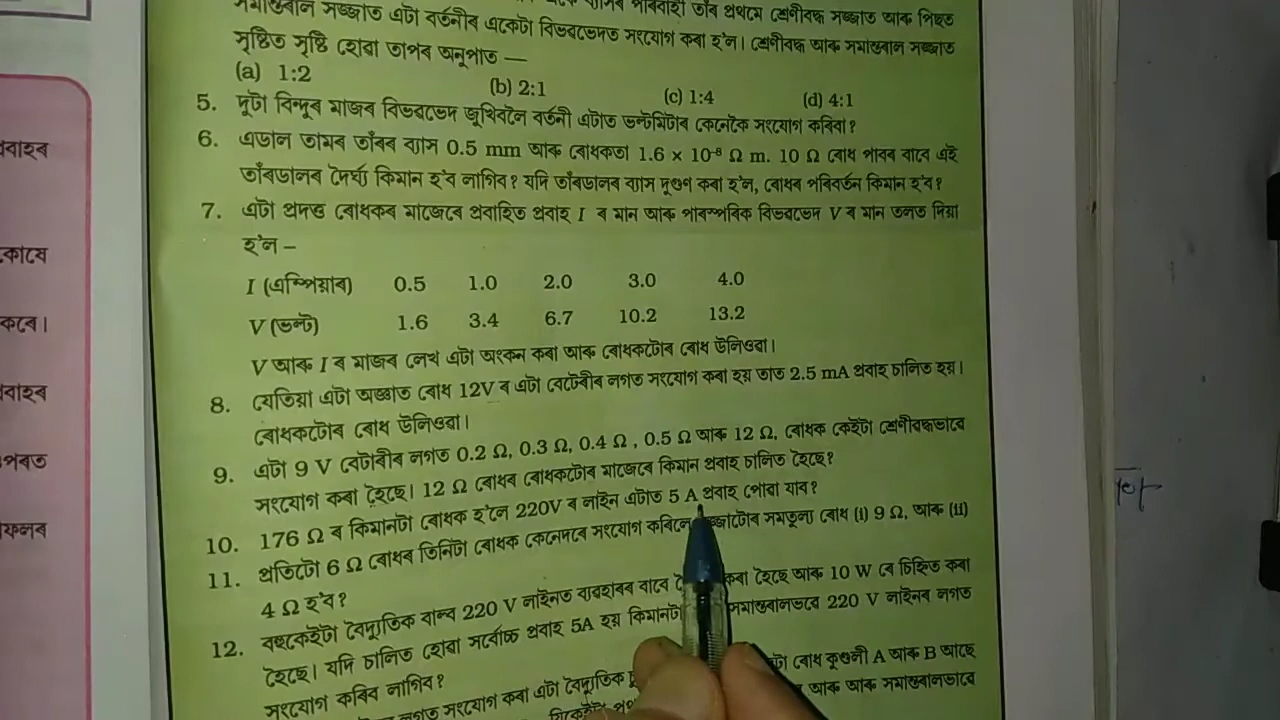 সমান্তৰাল সজ্জাত এটা বৰ্তনীৰ একেটা বিভৱভেদত সংযোগ কৰা হ'ল। শ্ৰেণীবদ্ধ আৰু সমান্তৰাল সজ্জাত
সৃষ্টিত সৃষ্টি হোৱা তাপৰ অনুপাত —
(a) 1:2 (b) 2:1 (c) 1:4 (d) 4:1
5. দুটা বিন্দুৰ মাজৰ বিভৱভেদ জুখিবলৈ বৰ্তনী এটাত ভল্টমিটাৰ কেনেকৈ সংযোগ কৰিবা?
6. এডাল তামৰ তাঁৰৰ ব্যাস 0.5 mm আৰু ৰোধকতা 1.6 × 10⁻⁸ Ω m. 10 Ω ৰোধ পাবৰ বাবে এই
তাঁৰডালৰ দৈৰ্ঘ্য কিমান হ'ব লাগিব? যদি তাঁৰডালৰ ব্যাস দুগুণ কৰা হ'ল, ৰোধৰ পৰিবৰ্তন কিমান হ'ব?
7. এটা প্ৰদত্ত ৰোধকৰ মাজেৰে প্ৰবাহিত প্ৰবাহ I ৰ মান আৰু পাৰস্পৰিক বিভৱভেদ V ৰ মান তলত দিয়া
হ'ল –
I (এম্পিয়াৰ) 0.5 1.0 2.0 3.0 4.0
V (ভল্ট) 1.6 3.4 6.7 10.2 13.2
V আৰু I ৰ মাজৰ লেখ এটা অংকন কৰা আৰু ৰোধকটোৰ ৰোধ উলিওৱা।
8. যেতিয়া এটা অজ্ঞাত ৰোধ 12V ৰ এটা বেটেৰীৰ লগত সংযোগ কৰা হয় তাত 2.5 mA প্ৰবাহ চালিত হয়।
ৰোধকটোৰ ৰোধ উলিওৱা।
9. এটা 9 V বেটাৰীৰ লগত 0.2 Ω, 0.3 Ω, 0.4 Ω , 0.5 Ω আৰু 12 Ω, ৰোধক কেইটা শ্ৰেণীবদ্ধভাবে
সংযোগ কৰা হৈছে। 12 Ω ৰোধৰ ৰোধকটোৰ মাজেৰে কিমান প্ৰবাহ চালিত হৈছে?
10. 176 Ω ৰ কিমানটা ৰোধক হ'লে 220V ৰ লাইন এটাত 5 A প্ৰবাহ পোৱা যাব?
11. প্ৰতিটো 6 Ω ৰোধৰ তিনিটা ৰোধক কেনেদৰে সংযোগ কৰিলে সজ্জাটোৰ সমতুল্য ৰোধ (i) 9 Ω, আৰু (ii)
4 Ω হ'ব?
12. বহুকেইটা বৈদ্যুতিক বাল্ব 220 V লাইনত ব্যৱহাৰৰ বাবে কৰা হৈছে আৰু 10 W ৰে চিহ্নিত কৰা
হৈছে। যদি চালিত হোৱা সৰ্বোচ্চ প্ৰবাহ 5A হয় কিমানটা সমান্তৰালভাবে 220 V লাইনৰ লগত
সংযোগ কৰিব লাগিব?
লগত সংযোগ কৰা এটা বৈদ্যুতিক ৰোধ কুণ্ডলী A আৰু B আছে
আৰু আৰু সমান্তৰালভাবে
বাহৰ
কোষে
কৰে।
বাহৰ
পৰত
ফলৰ